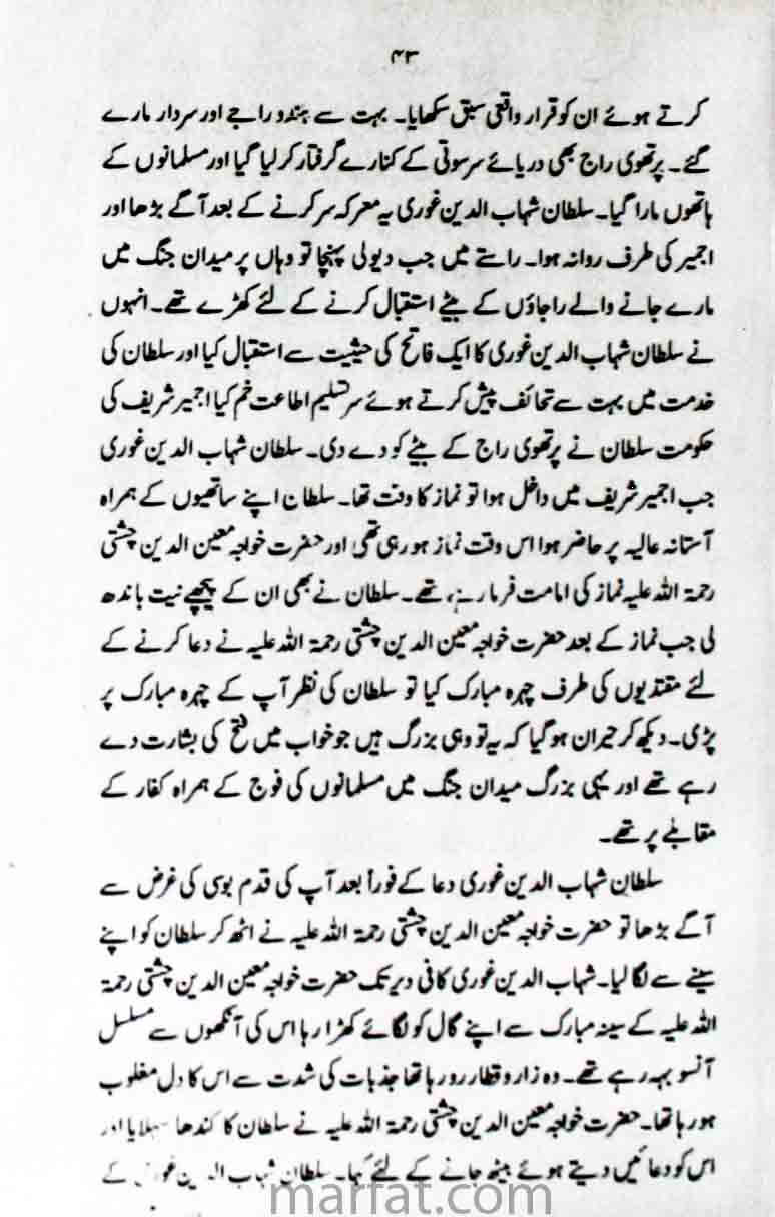 ۴۳
کرتے ہوئے ان کو قرار واقعی سبق سکھایا۔ بہت سے ہندو راجے اور سردار مارے
گئے۔ پرتھوی راج بھی دریائے سرسوتی کے کنارے گرفتار کر لیا گیا اور مسلمانوں کے
ہاتھوں مارا گیا۔ سلطان شہاب الدین غوری یہ معرکہ سر کرنے کے بعد آگے بڑھا اور
اجمیر کی طرف روانہ ہوا۔ راستے میں جب دیولی پہنچا تو وہاں پر میدان جنگ میں
مارے جانے والے راجاؤں کے بیٹے استقبال کرنے کے لئے کھڑے تھے۔ انہوں
نے سلطان شہاب الدین غوری کا ایک فاتح کی حیثیت سے استقبال کیا اور سلطان کی
خدمت میں بہت سے تحائف پیش کرتے ہوئے سر تسلیم اطاعت خم کیا اجمیر شریف کی
حکومت سلطان نے پرتھوی راج کے بیٹے کو دے دی۔ سلطان شہاب الدین غوری
جب اجمیر شریف میں داخل ہوا تو نماز کا وقت تھا۔ سلطان اپنے ساتھیوں کے ہمراہ
آستانہ عالیہ پر حاضر ہوا اس وقت نماز ہو رہی تھی اور حضرت خواجہ معین الدین چشتی
رحمۃ اللہ علیہ نماز کی امامت فرما رہے تھے۔ سلطان نے بھی ان کے پیچھے نیت باندھ
لی جب نماز کے بعد حضرت خواجہ معین الدین چشتی رحمۃ اللہ علیہ نے دعا کرنے کے
لئے مقتدیوں کی طرف چہرہ مبارک کیا تو سلطان کی نظر آپ کے چہرہ مبارک پر
پڑی۔ دیکھ کر حیران ہو گیا کہ یہ تو وہی بزرگ ہیں جو خواب میں فتح کی بشارت دے
رہے تھے اور یہی بزرگ میدان جنگ میں مسلمانوں کی فوج کے ہمراہ کفار کے
مقابلے پر تھے۔
سلطان شہاب الدین غوری دعا کے فوراً بعد آپ کی قدم بوسی کی غرض سے
آگے بڑھا تو حضرت خواجہ معین الدین چشتی رحمۃ اللہ علیہ نے اٹھ کر سلطان کو اپنے
سینے سے لگا لیا۔ شہاب الدین غوری کافی دیر تک حضرت خواجہ معین الدین چشتی رحمۃ
اللہ علیہ کے سینہ مبارک سے اپنے گال کو لگائے کھڑا رہا اس کی آنکھوں سے مسلسل
آنسو بہہ رہے تھے۔ وہ زار و قطار رو رہا تھا جذبات کی شدت سے اس کا دل مغلوب
ہو رہا تھا۔ حضرت خواجہ معین الدین چشتی رحمۃ اللہ علیہ نے سلطان کا کندھا سہلایا اور
اس کو دعائیں دیتے ہوئے بیٹھ جانے کے لئے کہا۔ سلطان شہاب الدین غوری کے
marfat.com